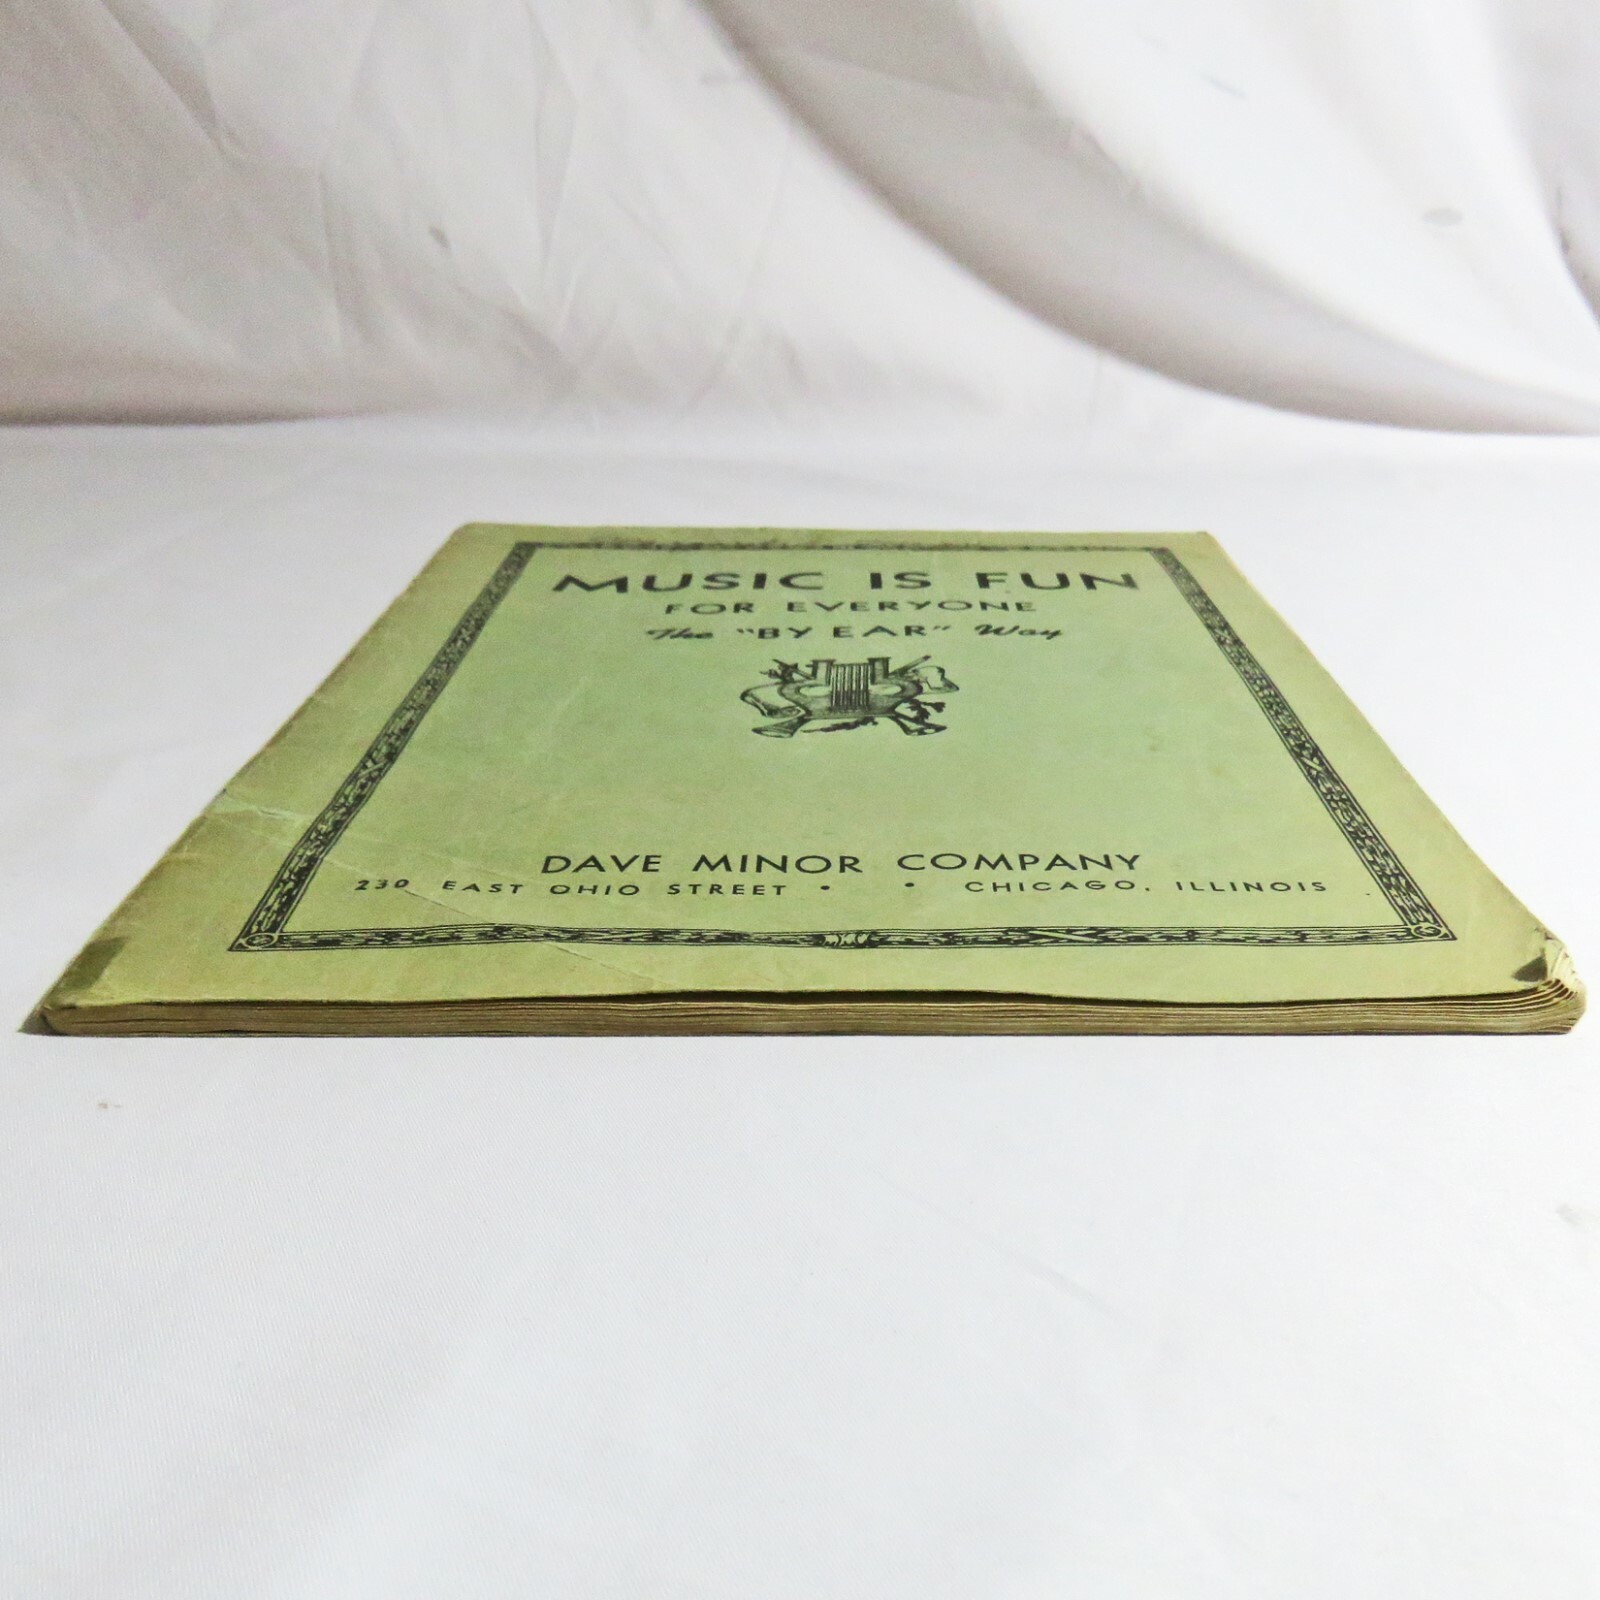 MUSIC IS FUN
FOR EVERYONE
The "BY EAR" Way
DAVE MINOR COMPANY
230 EAST OHIO STREET • • CHICAGO, ILLINOIS